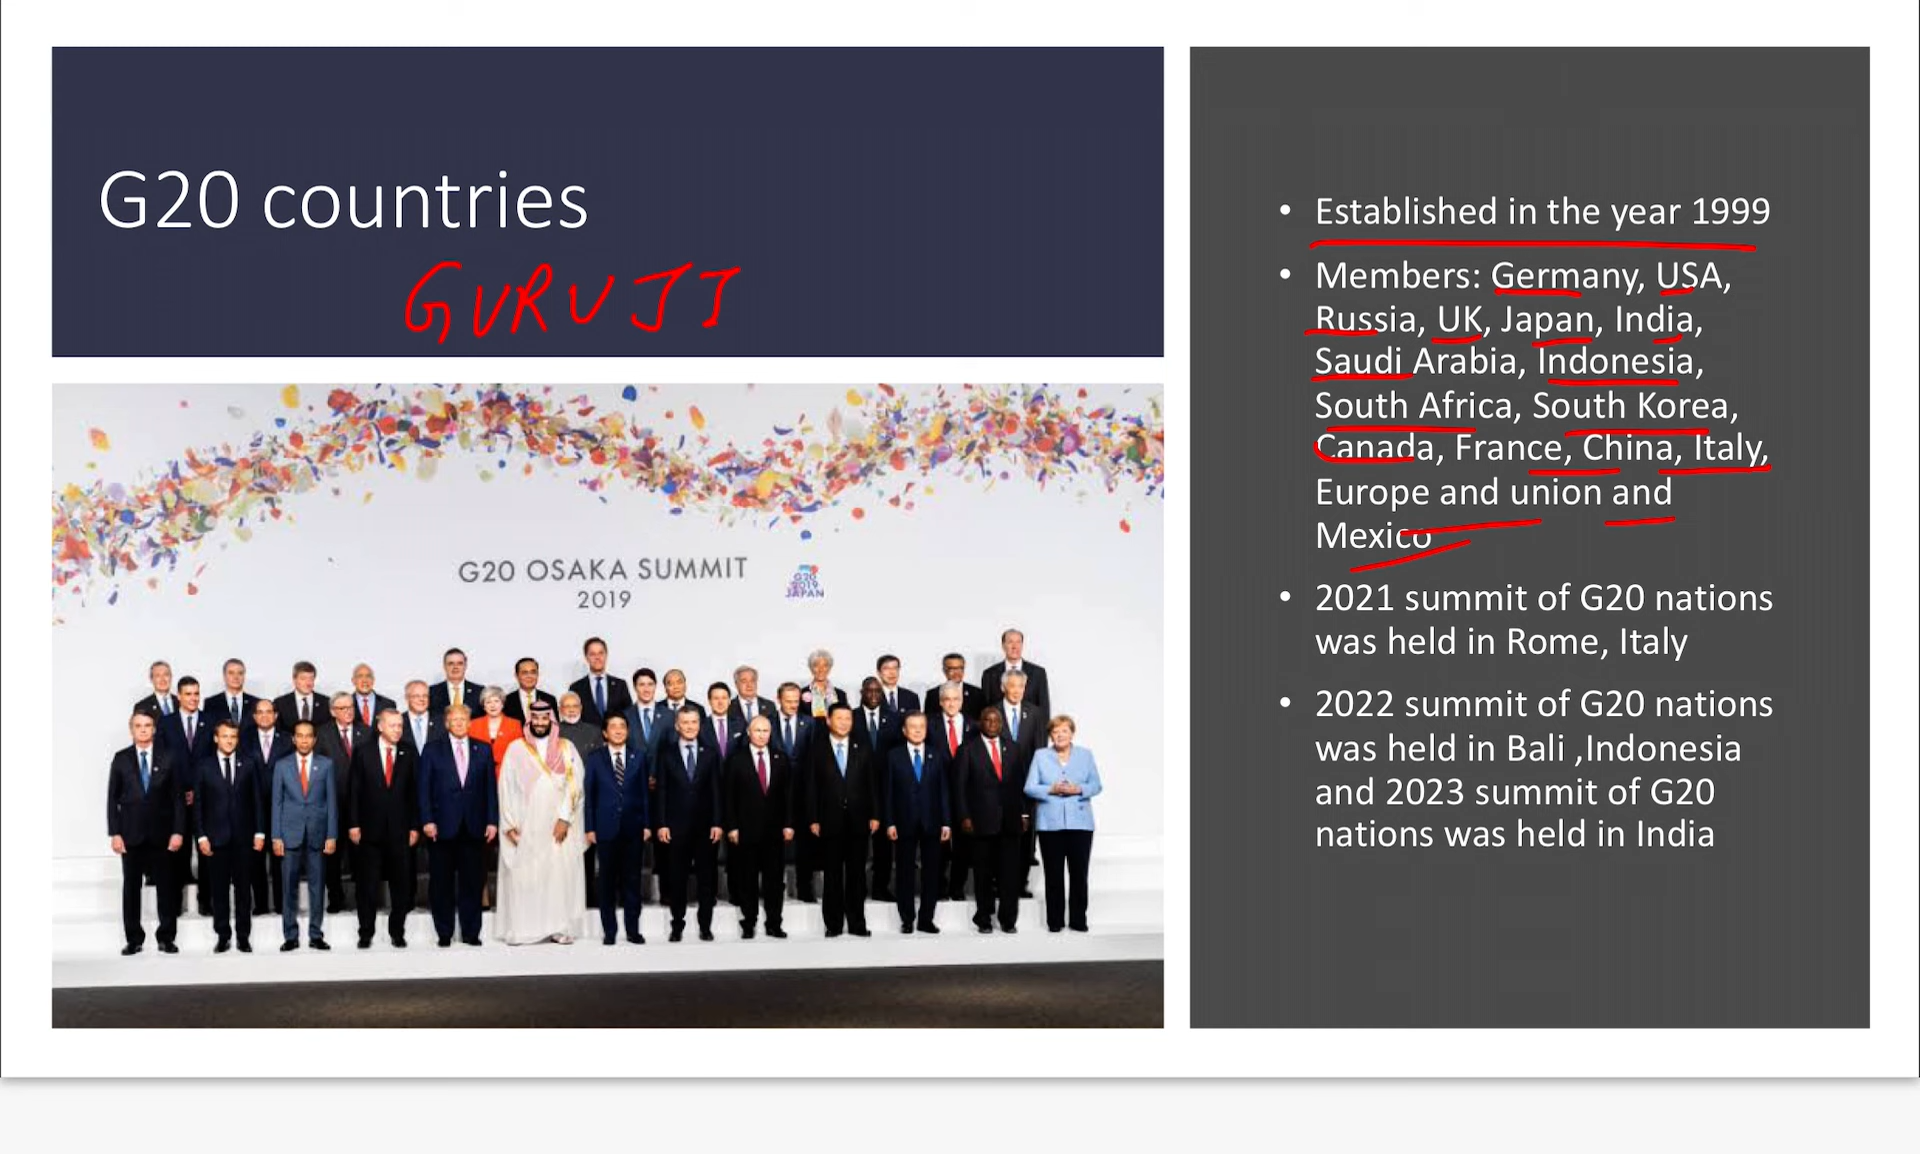 G20 countries
GURUJI
G20 OSAKA SUMMIT
2019
G20
2019
JAPAN
• Established in the year 1999
• Members: Germany, USA,
Russia, UK, Japan, India,
Saudi Arabia, Indonesia,
South Africa, South Korea,
Canada, France, China, Italy,
Europe and union and
Mexico
• 2021 summit of G20 nations
was held in Rome, Italy
• 2022 summit of G20 nations
was held in Bali ,Indonesia
and 2023 summit of G20
nations was held in India